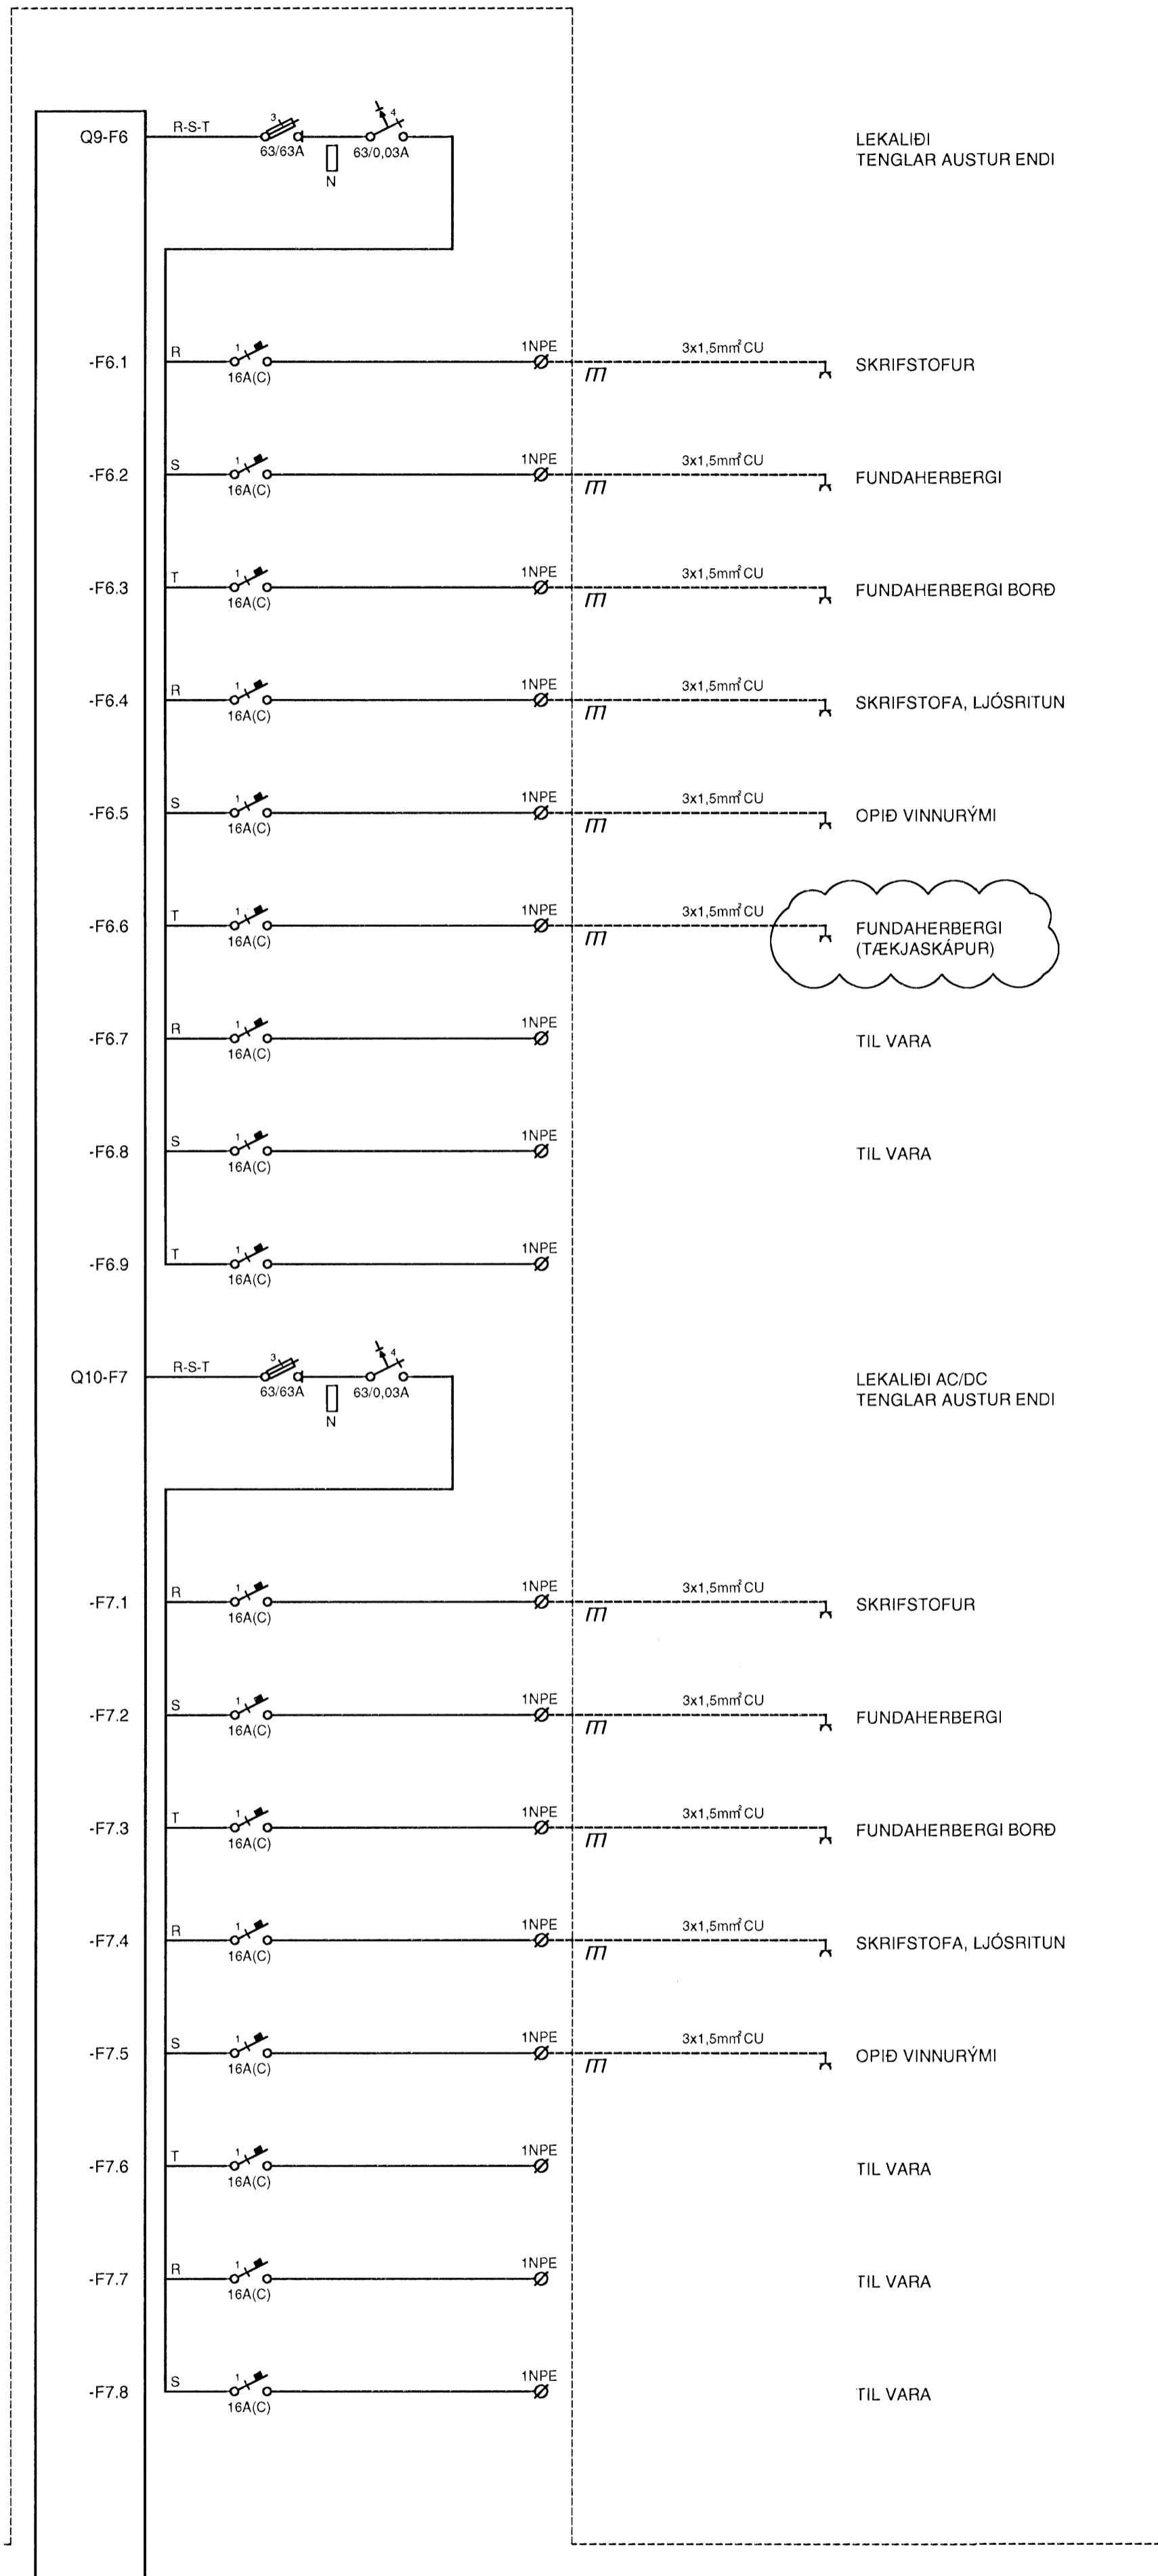 Q9-F6 R-S-T 3 4 LEKALIÐI
63/63A 63/0,03A TENGLAR AUSTUR ENDI
N
-F6.1 R 1 16A(C) 1NPE 3x1,5mm² CU SKRIFSTOFUR
-F6.2 S 1 16A(C) 1NPE 3x1,5mm² CU FUNDAHERBERGI
-F6.3 T 1 16A(C) 1NPE 3x1,5mm² CU FUNDAHERBERGI BORÐ
-F6.4 R 1 16A(C) 1NPE 3x1,5mm² CU SKRIFSTOFA, LJÓSRITUN
-F6.5 S 1 16A(C) 1NPE 3x1,5mm² CU OPIÐ VINNURÝMI
-F6.6 T 1 16A(C) 1NPE 3x1,5mm² CU FUNDAHERBERGI
(TÆKJASKÁPUR)
-F6.7 R 1 16A(C) 1NPE TIL VARA
-F6.8 S 1 16A(C) 1NPE TIL VARA
-F6.9 T 1 16A(C) 1NPE
Q10-F7 R-S-T 3 4 LEKALIÐI AC/DC
63/63A 63/0,03A TENGLAR AUSTUR ENDI
N
-F7.1 R 1 16A(C) 1NPE 3x1,5mm² CU SKRIFSTOFUR
-F7.2 S 1 16A(C) 1NPE 3x1,5mm² CU FUNDAHERBERGI
-F7.3 T 1 16A(C) 1NPE 3x1,5mm² CU FUNDAHERBERGI BORÐ
-F7.4 R 1 16A(C) 1NPE 3x1,5mm² CU SKRIFSTOFA, LJÓSRITUN
-F7.5 S 1 16A(C) 1NPE 3x1,5mm² CU OPIÐ VINNURÝMI
-F7.6 T 1 16A(C) 1NPE TIL VARA
-F7.7 R 1 16A(C) 1NPE TIL VARA
-F7.8 S 1 16A(C) 1NPE TIL VARA